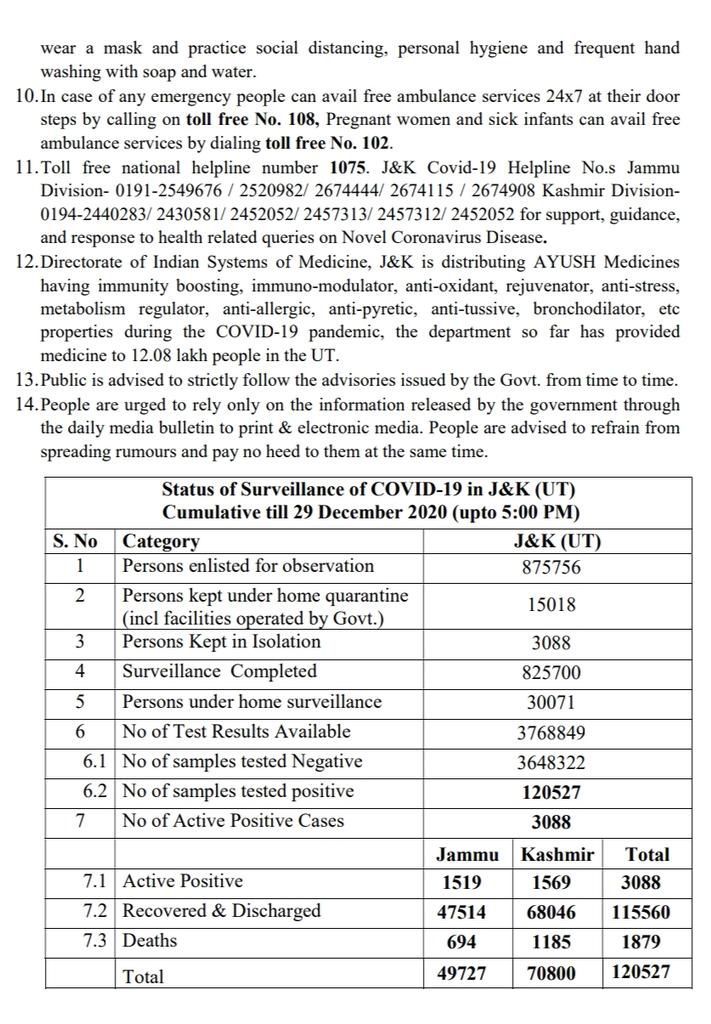 wear a mask and practice social distancing, personal hygiene and frequent hand
washing with soap and water.
10. In case of any emergency people can avail free ambulance services 24x7 at their door
steps by calling on toll free No. 108, Pregnant women and sick infants can avail free
ambulance services by dialing toll free No. 102.
11. Toll free national helpline number 1075. J&K Covid-19 Helpline No.s Jammu
Division- 0191-2549676 / 2520982/ 2674444/ 2674115 / 2674908 Kashmir Division-
0194-2440283/ 2430581/ 2452052/ 2457313/ 2457312/ 2452052 for support, guidance,
and response to health related queries on Novel Coronavirus Disease.
12. Directorate of Indian Systems of Medicine, J&K is distributing AYUSH Medicines
having immunity boosting, immuno-modulator, anti-oxidant, rejuvenator, anti-stress,
metabolism regulator, anti-allergic, anti-pyretic, anti-tussive, bronchodilator, etc
properties during the COVID-19 pandemic, the department so far has provided
medicine to 12.08 lakh people in the UT.
13. Public is advised to strictly follow the advisories issued by the Govt. from time to time.
14. People are urged to rely only on the information released by the government through
the daily media bulletin to print & electronic media. People are advised to refrain from
spreading rumours and pay no heed to them at the same time.
Status of Surveillance of COVID-19 in J&K (UT)
Cumulative till 29 December 2020 (upto 5:00 PM)
S. No Category J&K (UT)
1 Persons enlisted for observation 875756
2 Persons kept under home quarantine
(incl facilities operated by Govt.) 15018
3 Persons Kept in Isolation 3088
4 Surveillance Completed 825700
5 Persons under home surveillance 30071
6 No of Test Results Available 3768849
6.1 No of samples tested Negative 3648322
6.2 No of samples tested positive 120527
7 No of Active Positive Cases 3088
Jammu Kashmir Total
7.1 Active Positive 1519 1569 3088
7.2 Recovered & Discharged 47514 68046 115560
7.3 Deaths 694 1185 1879
Total 49727 70800 120527